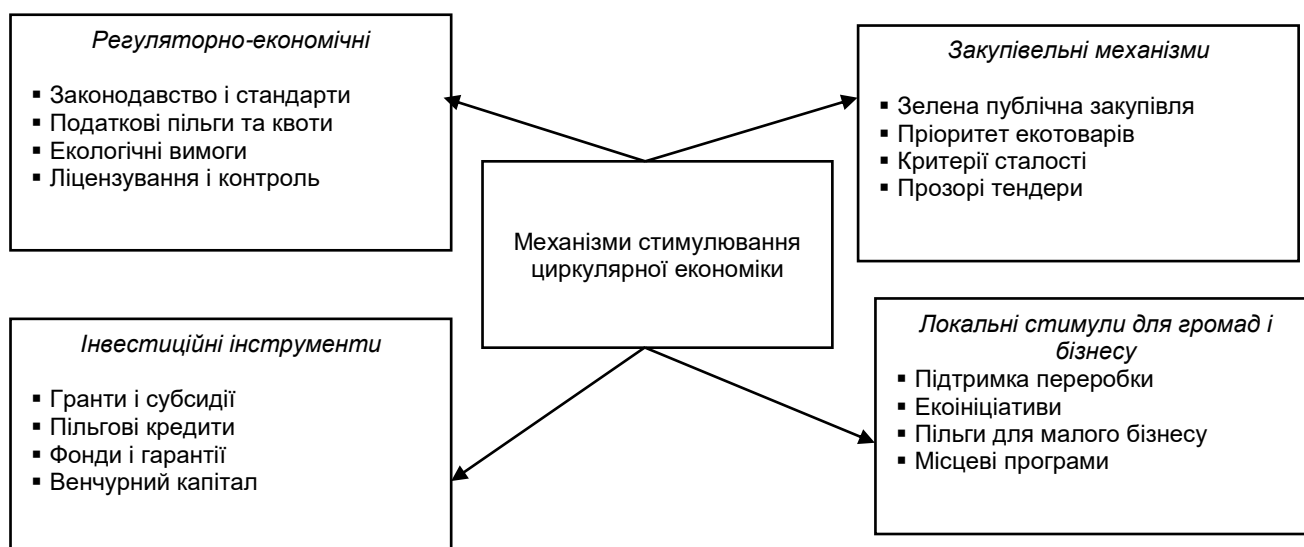 Регуляторно-економічні
▪ Законодавство і стандарти
▪ Податкові пільги та квоти
▪ Екологічні вимоги
▪ Ліцензування і контроль
Закупівельні механізми
▪ Зелена публічна закупівля
▪ Пріоритет екотоварів
▪ Критерії сталості
▪ Прозорі тендери
Механізми стимулювання
циркулярної економіки
Інвестиційні інструменти
▪ Гранти і субсидії
▪ Пільгові кредити
▪ Фонди і гарантії
▪ Венчурний капітал
Локальні стимули для громад і
бізнесу
▪ Підтримка переробки
▪ Екоініціативи
▪ Пільги для малого бізнесу
▪ Місцеві програми